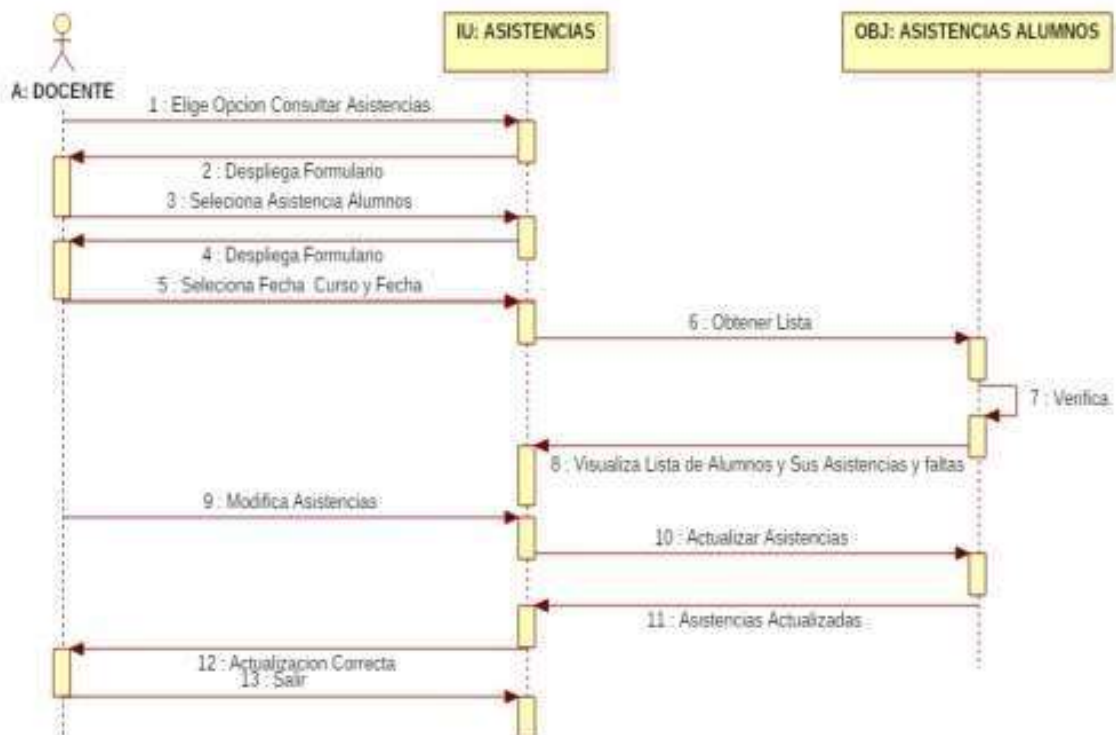 IU: ASISTENCIAS
OBJ: ASISTENCIAS ALUMNOS
A: DOCENTE
1 : Elige Opcion Consultar Asistencias
2 : Despliega Formulario
3 : Seleciona Asistencia Alumnos
4 : Despliega Formulario
5 : Seleciona Fecha Curso y Fecha
6 : Obtener Lista
7 : Verifica.
8 : Visualiza Lista de Alumnos y Sus Asistencias y faltas
9 : Modifica Asistencias
10 : Actualizar Asistencias
11 : Asistencias Actualizadas
12 : Actualizacion Correcta
13 : Salir